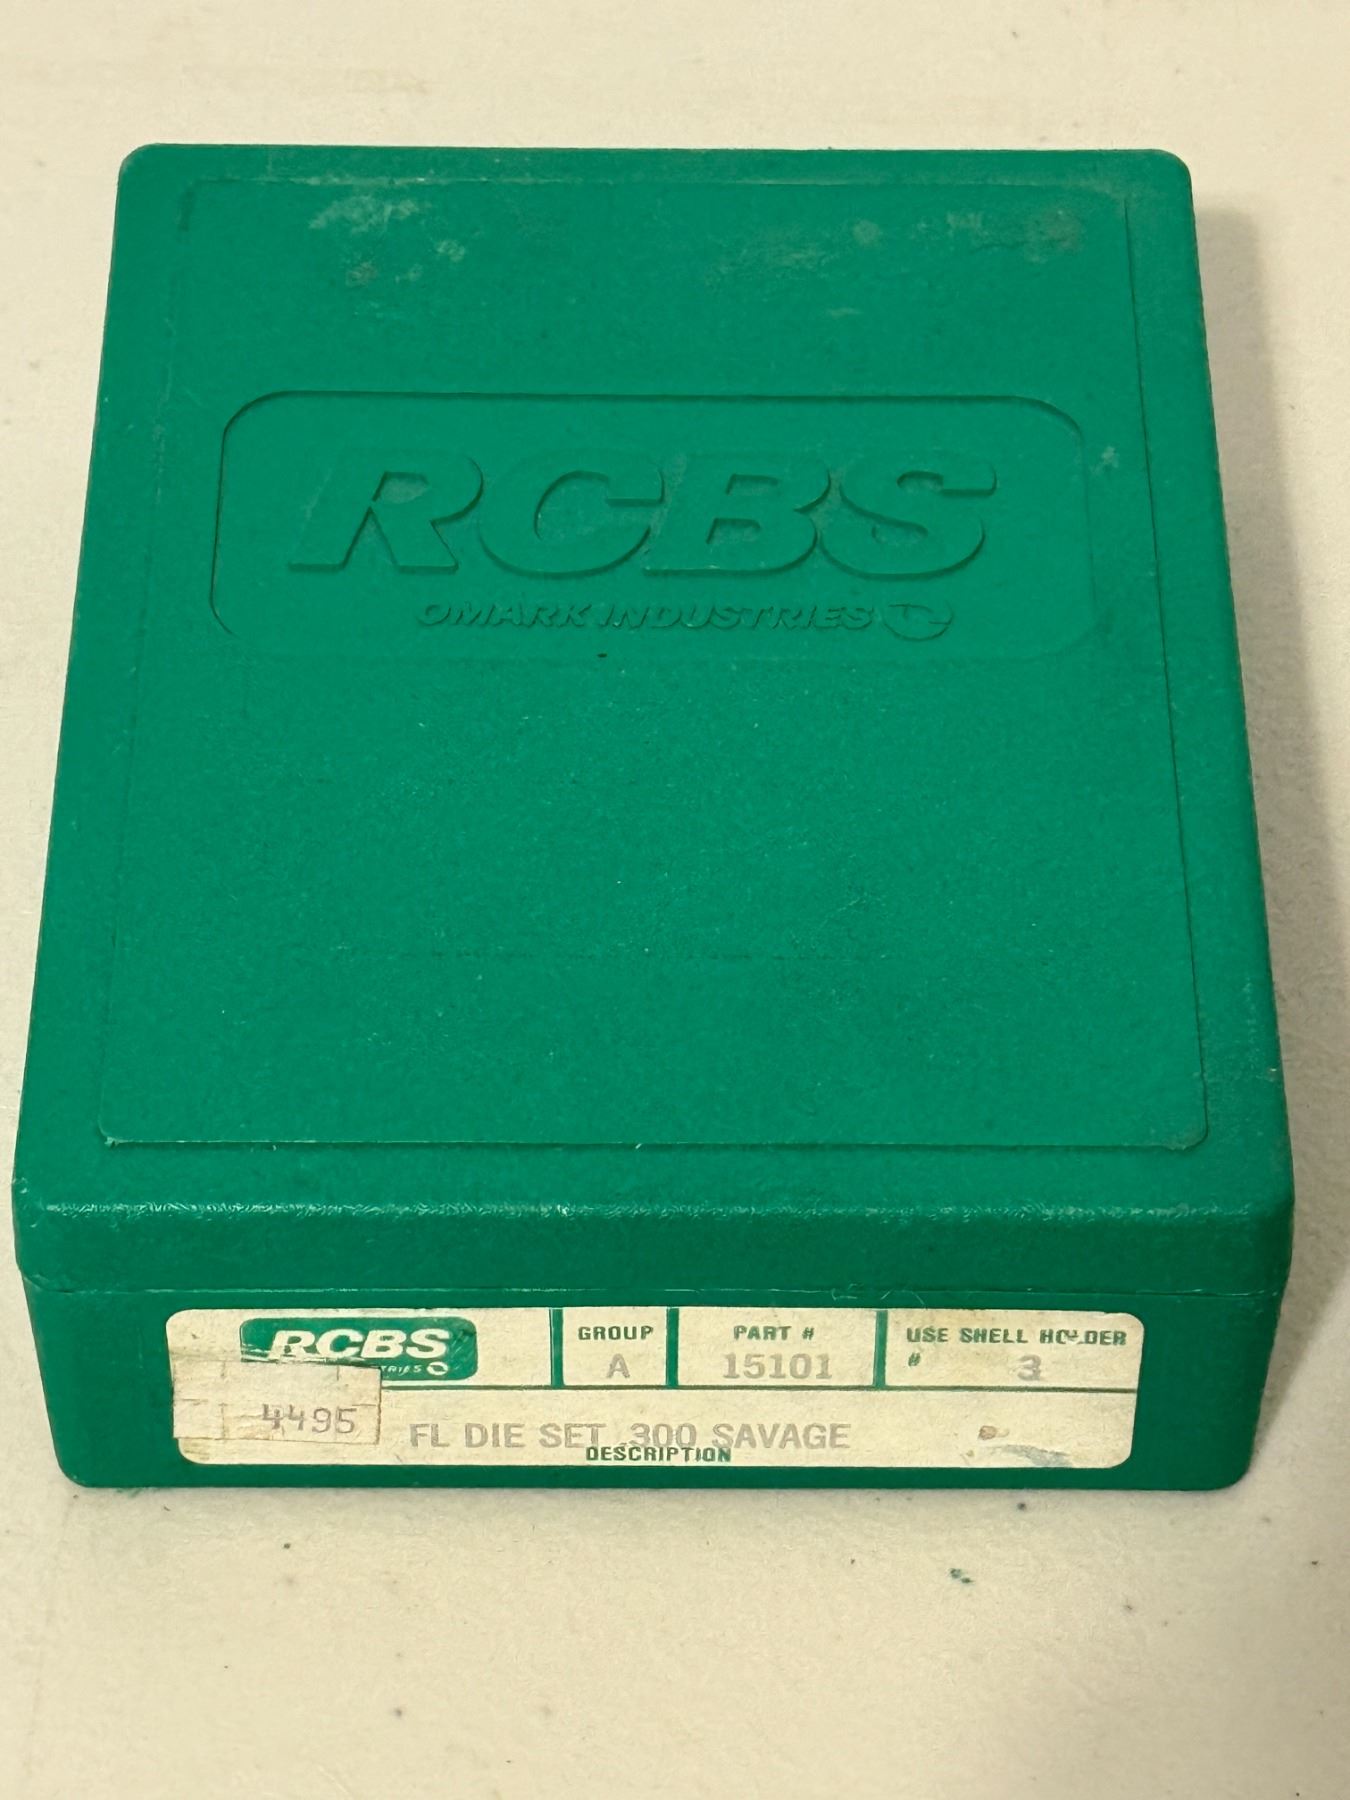 RCBS
OMARK INDUSTRIES
RCBS
GROUP
A
PART #
15101
USE SHELL HOLDER
# 3
4495
FL DIE SET .300 SAVAGE
DESCRIPTION